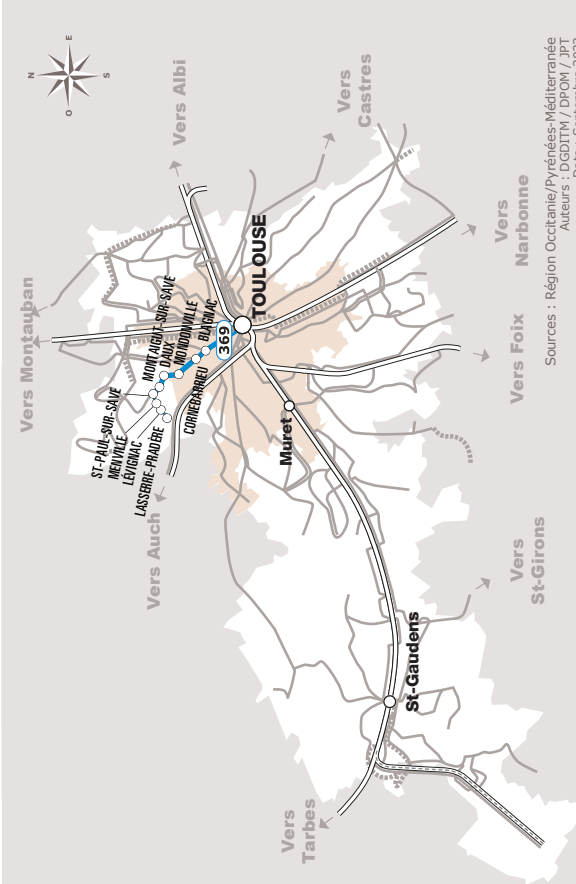 N
E
O
S
Vers Montauban
Vers Albi
Vers
Castres
ST-PAUL-SUR-SAVE
MENVILLE
LÉVIGNAC
LASSERRE-PRADÈRE
MONTAIGUT-SUR-SAVE
DAUX
MONDONVILLE
BLAGNAC
CORNEBARRIEU
369
TOULOUSE
Vers Auch
Muret
Vers
Narbonne
Vers Foix
Vers
St-Girons
St-Gaudens
Vers
Tarbes
Sources : Région Occitanie/Pyrénées-Méditerranée
Auteurs : DGDITM / DPOM / JPT